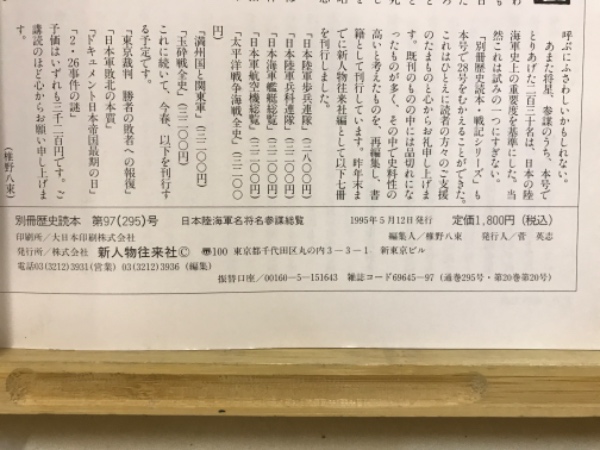 呼ぶにふさわしいかもしれない。
あまた将星、参謀のうち、本号で
とりあげた二百三十名は、日本の陸
海軍史上の重要度を基準にした。当
然これは試みの一つにすぎない。
「別冊歴史読本・戦記シリーズ」も
本号で28号をむかえることができた。
これはひとえに読者の方々のご支援
のたまものと心からお礼申し上げま
す。既刊のものの中には品切れにな
ったものが多く、その中で史料性の
高いと考えたものを、再編集し、書
籍として刊行しています。昨年末ま
でに新人物往来社編として以下七冊
を刊行しました。
「日本陸軍歩兵連隊」(二八〇〇円)
「日本陸軍兵科連隊」(三二〇〇円)
「日本海軍艦艇総覧」(三二〇〇円)
「日本軍航空機総覧」(三二〇〇円)
「太平洋戦争海戦全史」(三二〇〇
円)
「満州国と関東軍」(三二〇〇円)
「玉砕戦全史」(三二〇〇円)
これに続いて、今春、以下を刊行す
る予定です。
「東京裁判 勝者の敗者への報復」
「日本軍敗北の本質」
「ドキュメント日本帝国最期の日」
「2・26事件の謎」
予価はいずれも三千二百円です。ご
講読のほど心からお願い申し上げま
す。
(椎野八束)
別冊歴史読本 第97(295)号 日本陸海軍名将名参謀総覧 1995年5月12日発行 定価1,800円(税込)
印刷所/大日本印刷株式会社 編集人/椎野八束 発行人/菅 英志
発行所/株式会社 新人物往来社© 〠100 東京都千代田区丸の内3-3-1 新東京ビル
電話03(3212)3931(営業) 03(3212)3936 (編集)
振替口座/00160-5-151643 雑誌コード69645-97 (通巻295号・第20巻第20号)